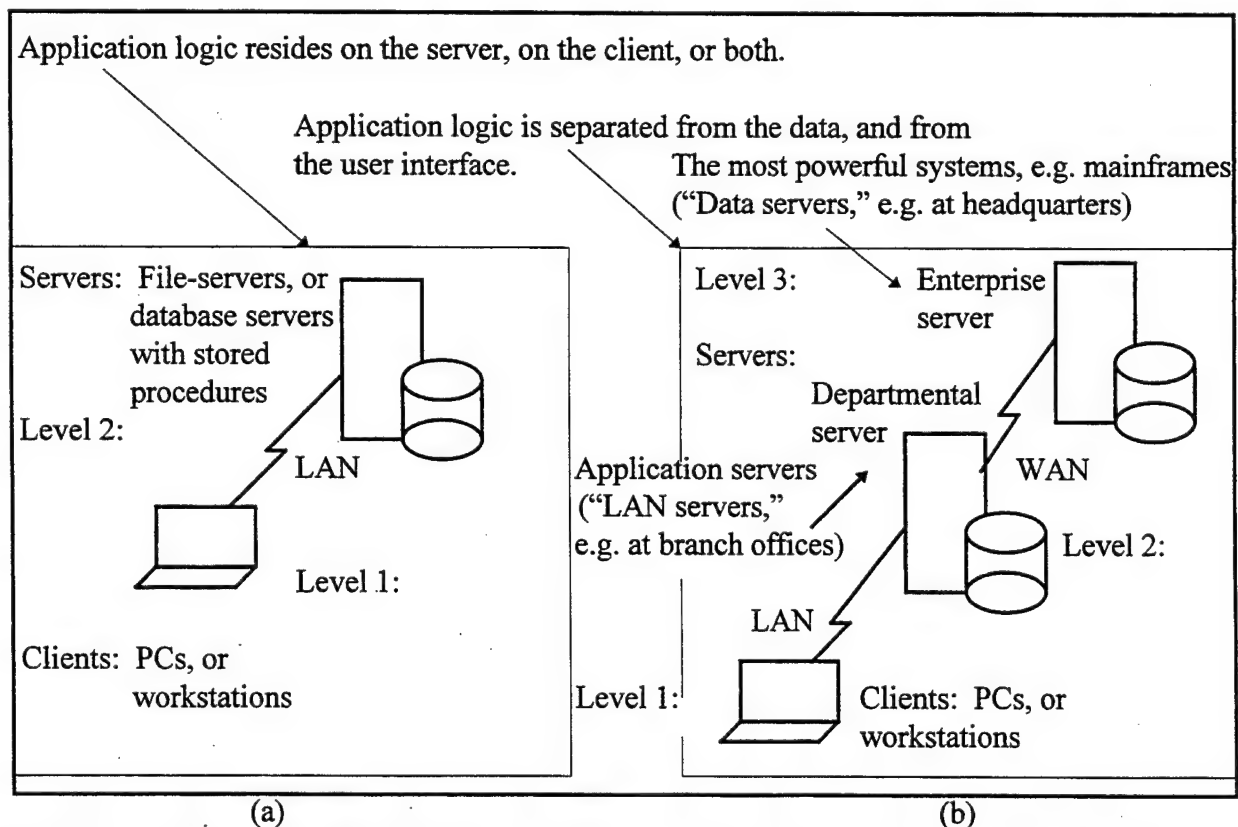 Application logic resides on the server, on the client, or both.
Application logic is separated from the data, and from
the user interface.
The most powerful systems, e.g. mainframes
(“Data servers,” e.g. at headquarters)
Servers: File-servers, or
database servers
with stored
procedures
Level 2:
LAN
Level 1:
Clients: PCs, or
workstations
(a)
Level 3:
Enterprise
server
Servers:
Departmental
server
Application servers
(“LAN servers,”
e.g. at branch offices)
WAN
Level 2:
LAN
Level 1:
Clients: PCs, or
workstations
(b)